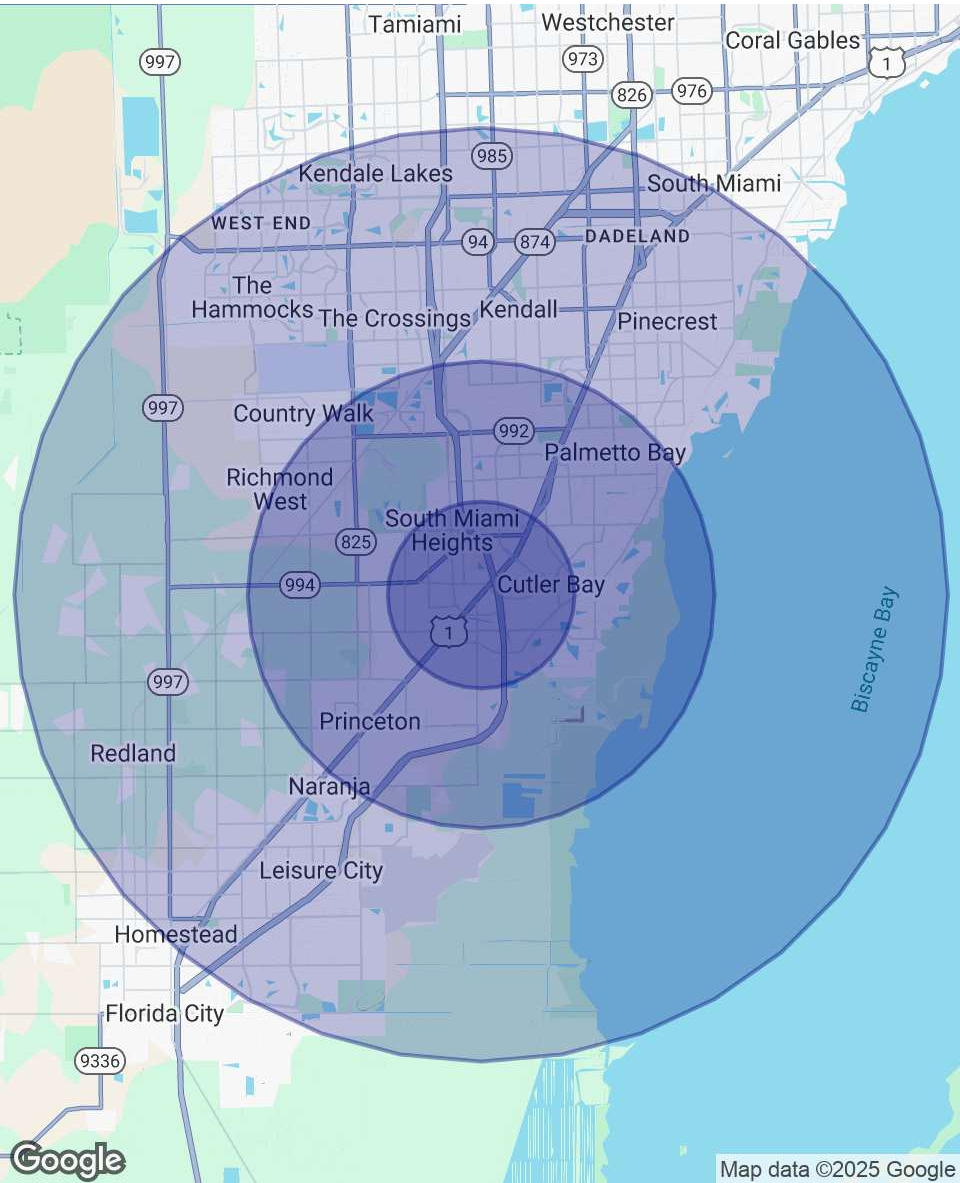 Tamiami
Westchester
Coral Gables
997
973
1
826
976
985
Kendale Lakes
South Miami
WEST END
94
874
DADELAND
The
Hammocks
The Crossings
Kendall
Pinecrest
997
Country Walk
992
Palmetto Bay
Richmond
West
South Miami
Heights
825
994
Cutler Bay
1
Biscayne Bay
997
Princeton
Redland
Naranja
Leisure City
Homestead
Florida City
9336
Google
Map data ©2025 Google